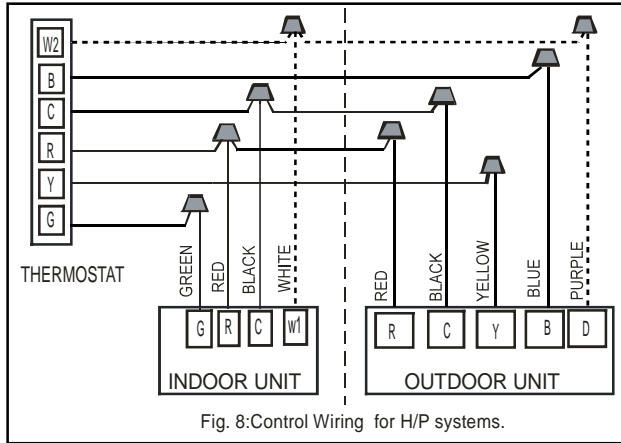 W2
B
C
R
Y
G
THERMOSTAT
GREEN
RED
BLACK
WHITE
RED
BLACK
YELLOW
BLUE
PURPLE
G R C W1
R C Y B D
INDOOR UNIT
OUTDOOR UNIT
Fig. 8:Control Wiring for H/P systems.